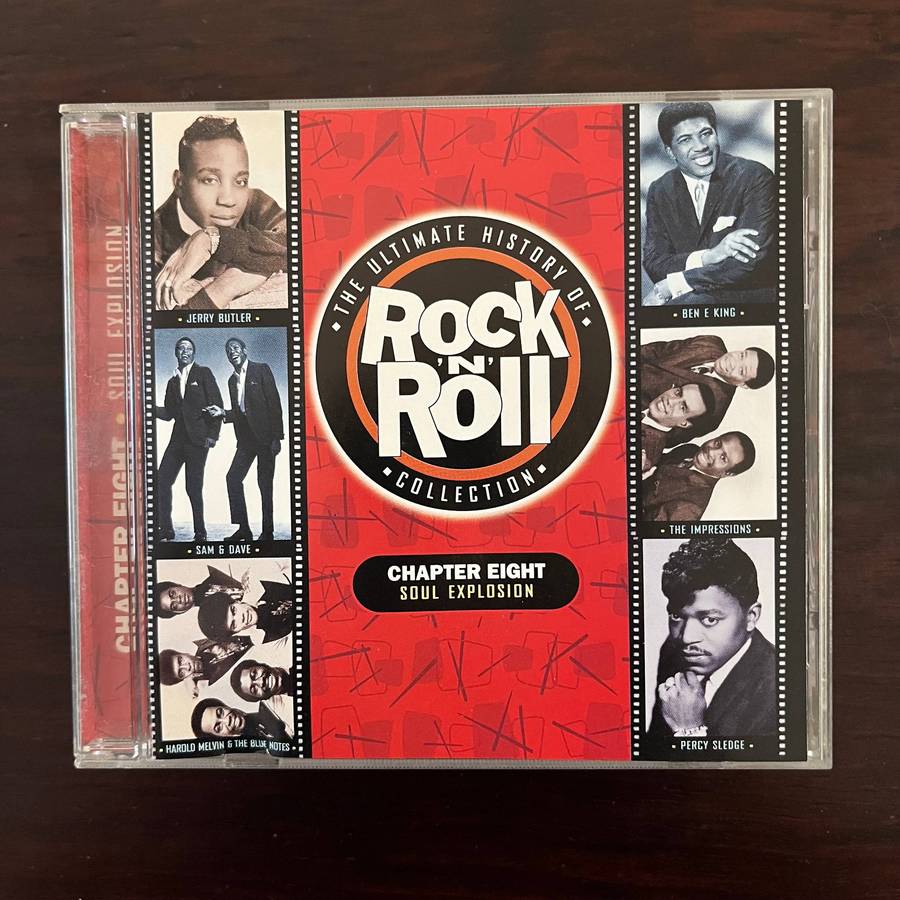 CHAPTER EIGHT • SOUL EXPLOSION
• JERRY BUTLER •
• SAM & DAVE •
• HAROLD MELVIN & THE BLUE NOTES •
• THE ULTIMATE HISTORY OF •
ROCK
'N'
ROLL
• COLLECTION •
CHAPTER EIGHT
SOUL EXPLOSION
• BEN E KING •
• THE IMPRESSIONS •
• PERCY SLEDGE •